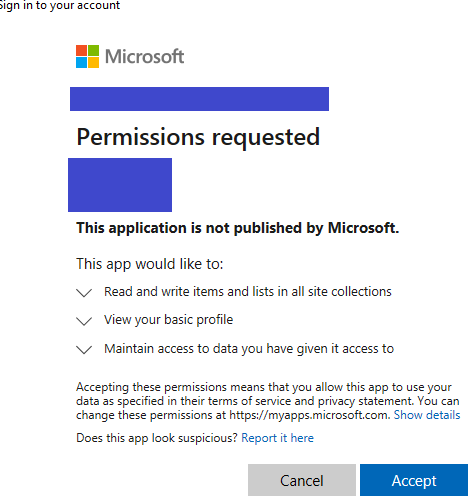 Sign in to your account
Microsoft
Permissions requested
This application is not published by Microsoft.
This app would like to:
Read and write items and lists in all site collections
View your basic profile
Maintain access to data you have given it access to
Accepting these permissions means that you allow this app to use your
data as specified in their terms of service and privacy statement. You can
change these permissions at https://myapps.microsoft.com. Show details
Does this app look suspicious? Report it here
Cancel
Accept